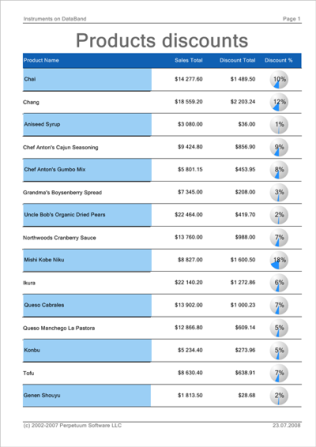 Instruments on DataBand Page 1
Products discounts
Product Name Sales Total Discount Total Discount %
Chai $14 277.60 $1 489.50 10%
Chang $18 559.20 $2 203.24 12%
Aniseed Syrup $3 080.00 $36.00 1%
Chef Anton's Cajun Seasoning $9 424.80 $856.90 9%
Chef Anton's Gumbo Mix $5 801.15 $453.95 8%
Grandma's Boysenberry Spread $7 345.00 $208.00 3%
Uncle Bob's Organic Dried Pears $22 464.00 $419.70 2%
Northwoods Cranberry Sauce $13 760.00 $988.00 7%
Mishi Kobe Niku $8 827.00 $1 600.50 18%
Ikura $22 140.20 $1 272.86 6%
Queso Cabrales $13 902.00 $1 000.23 7%
Queso Manchego La Pastora $12 866.80 $609.14 5%
Konbu $5 234.40 $273.96 5%
Tofu $8 630.40 $638.91 7%
Genen Shouyu $1 813.50 $28.68 2%
(c) 2002-2007 Perpetuum Software LLC 23.07.2008